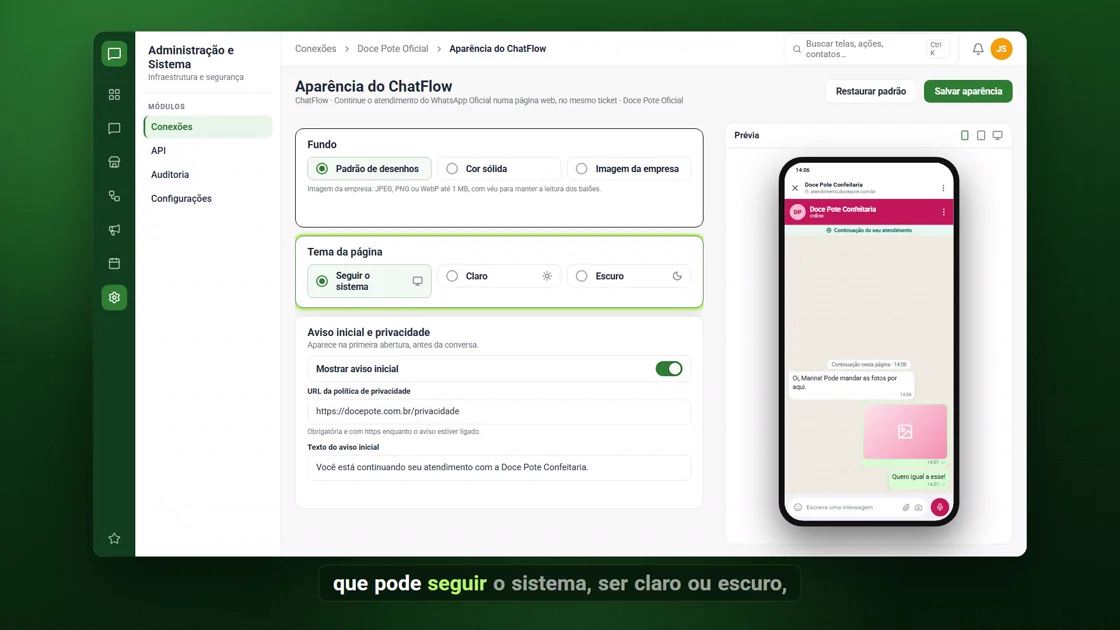 Administração e
Sistema
Infraestrutura e segurança
MÓDULOS
Conexões
API
Auditoria
Configurações
Conexões > Doce Pote Oficial > Aparência do ChatFlow
Buscar telas, ações,
contatos...
Ctrl
K
JS
Aparência do ChatFlow
ChatFlow · Continue o atendimento do WhatsApp Oficial numa página web, no mesmo ticket · Doce Pote Oficial
Restaurar padrão
Salvar aparência
Fundo
Padrão de desenhos
Cor sólida
Imagem da empresa
Imagem da empresa: JPEG, PNG ou WebP até 1 MB, com véu para manter a leitura dos balões.
Tema da página
Seguir o
sistema
Claro
Escuro
Aviso inicial e privacidade
Aparece na primeira abertura, antes da conversa.
Mostrar aviso inicial
URL da política de privacidade
https://docepote.com.br/privacidade
Obrigatória e com https enquanto o aviso estiver ligado.
Texto do aviso inicial
Você está continuando seu atendimento com a Doce Pote Confeitaria.
Prévia
14:06
Doce Pote Confeitaria
atendimento.docepote.com.br
DP
Doce Pote Confeitaria
online
Continuação do seu atendimento
Continuação nesta página · 14:06
Oi, Marina! Pode mandar as fotos por
aqui.
14:06
14:07
Quero igual a esse!
14:07
Escreva uma mensagem
que pode seguir o sistema, ser claro ou escuro,